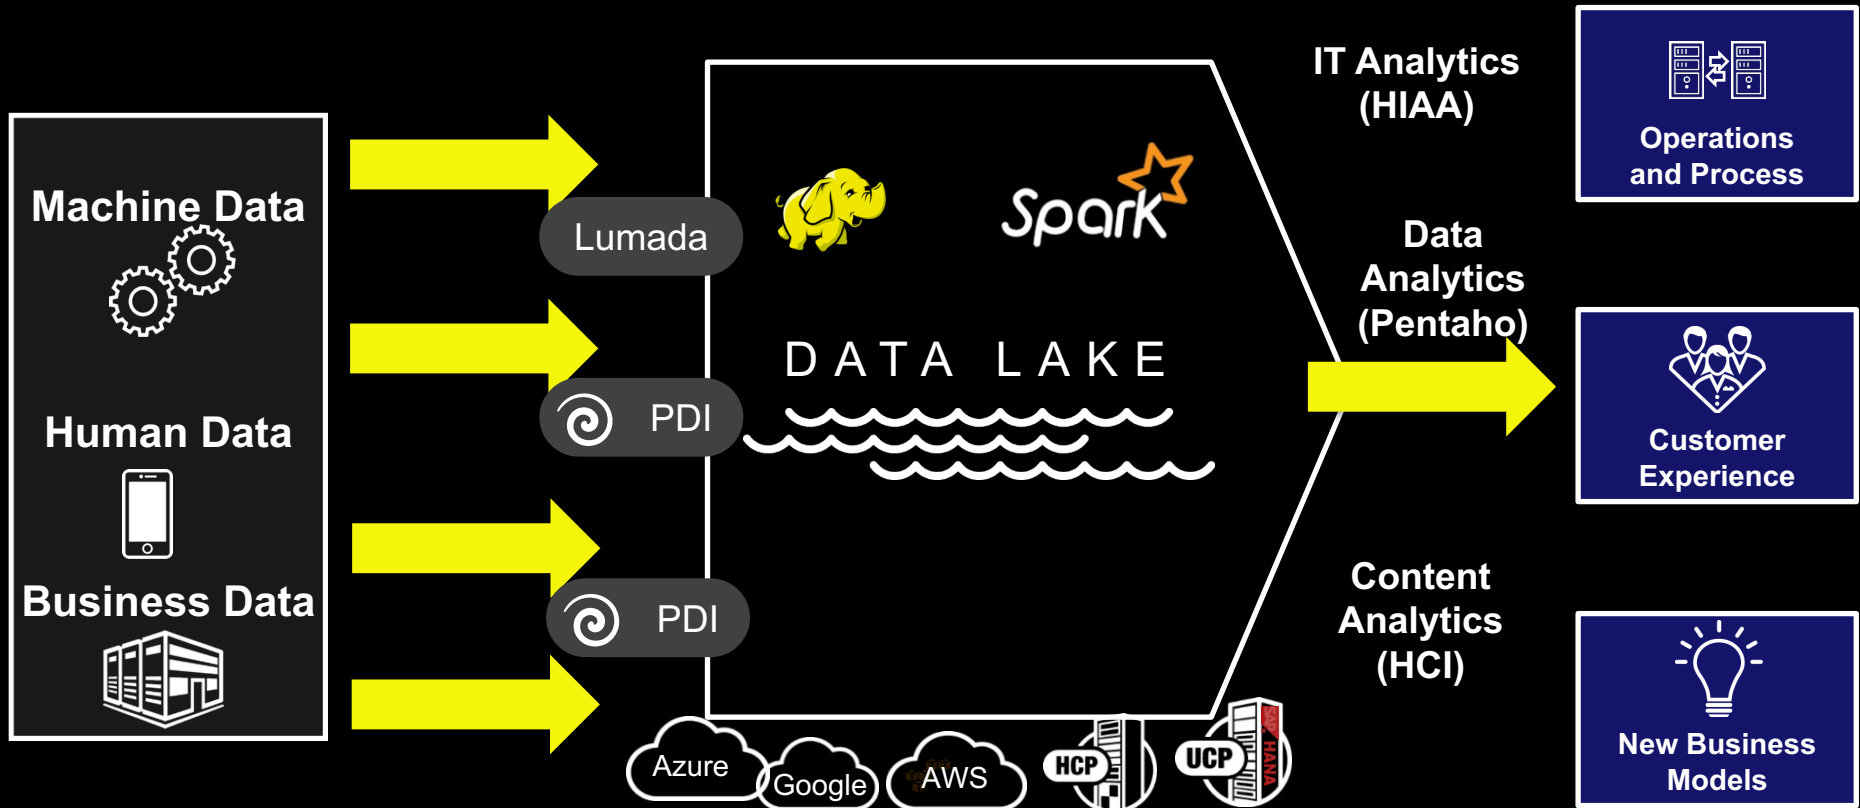 Machine Data
Human Data
Business Data
Lumada
PDI
PDI
Spark
DATA LAKE
Azure
Google
AWS
HCP
UCP
SAP HANA
IT Analytics
(HIAA)
Data
Analytics
(Pentaho)
Content
Analytics
(HCI)
Operations
and Process
Customer
Experience
New Business
Models